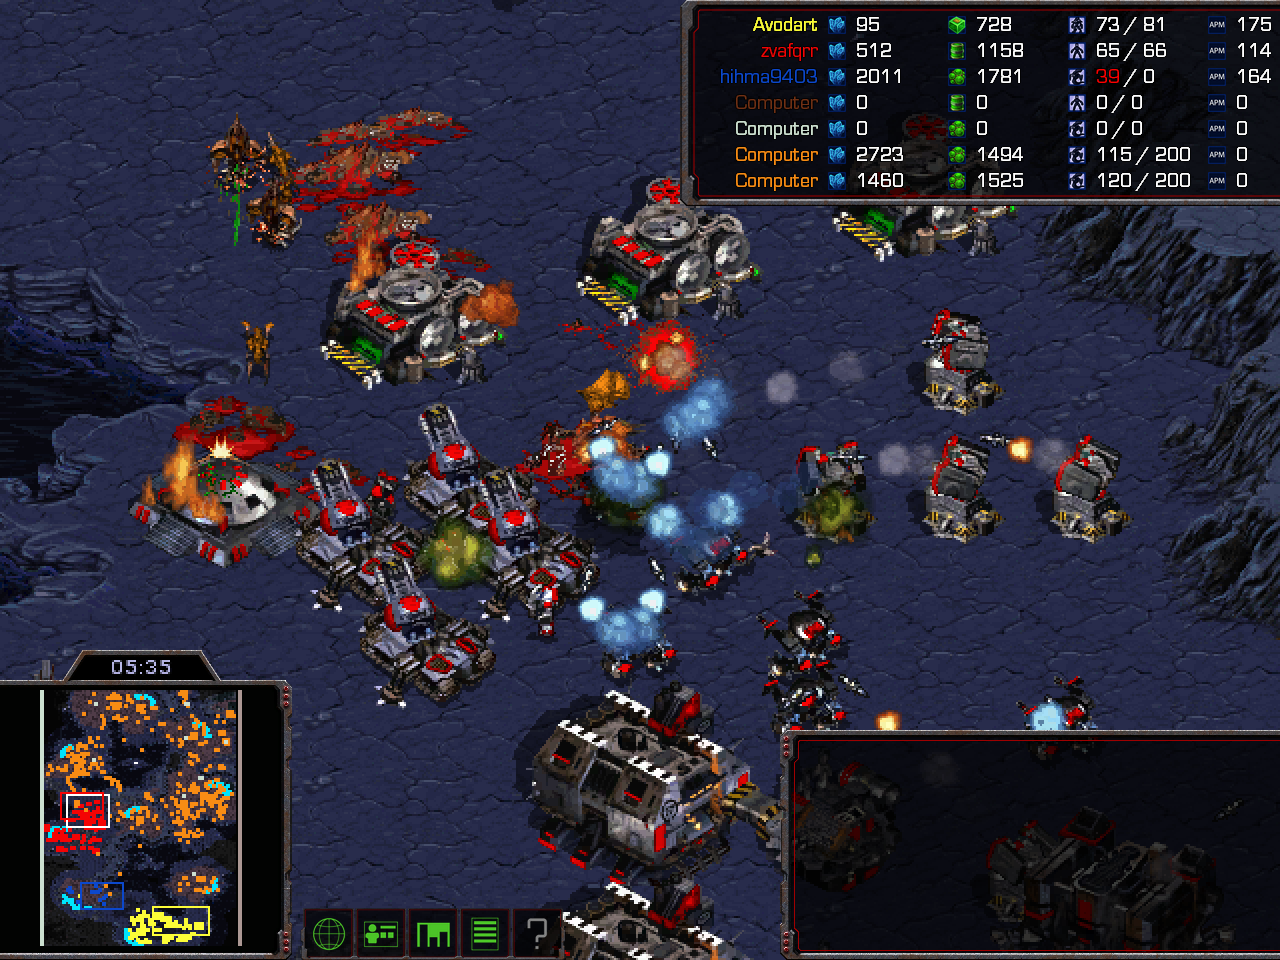 Avodart 95 728 73/81 APM 175
zvafqrr 512 1158 65/66 APM 114
hihma9403 2011 1781 39/0 APM 164
Computer 0 0 0/0 APM 0
Computer 0 0 0/0 APM 0
Computer 2723 1494 115/200 APM 0
Computer 1460 1525 120/200 APM 0
05:35
?